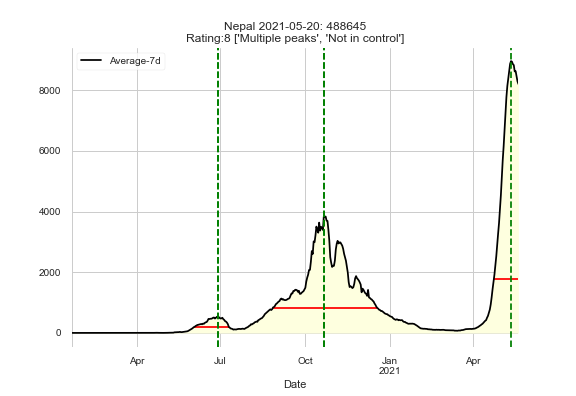 Nepal 2021-05-20: 488645
Rating:8 ['Multiple peaks', 'Not in control']
Average-7d
8000
6000
4000
2000
0
Apr
Jul
Oct
Jan
2021
Apr
Date